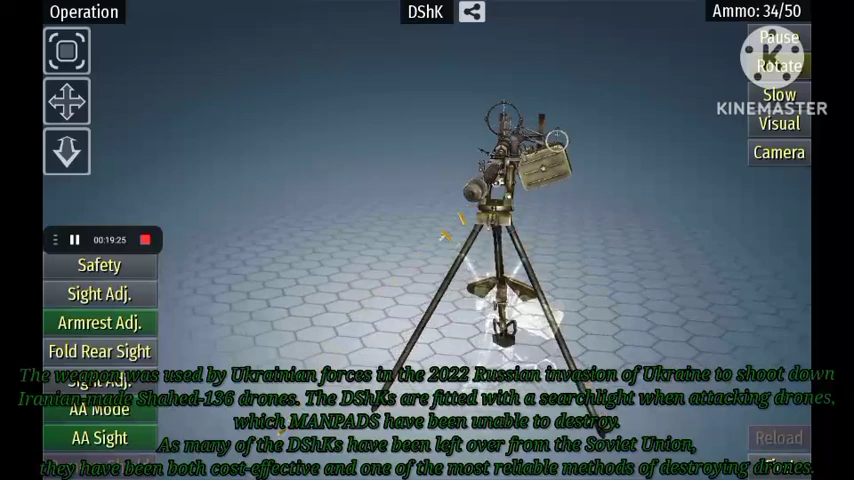 Operation
DShK
Ammo: 34/50
Pause
Rotate
KINEMASTER
Slow
Visual
Camera
00:19:25
Safety
Sight Adj.
Armrest Adj.
Fold Rear Sight
The weapon was used by Ukrainian forces in the 2022 Russian invasion of Ukraine to shoot down
Sight Adj.
Iranian-made Shahed-136 drones. The DShKs are fitted with a searchlight when attacking drones,
AA Mode
which MANPADS have been unable to destroy.
AA Sight
Reload
As many of the DShKs have been left over from the Soviet Union,
they have been both cost-effective and one of the most reliable methods of destroying drones.